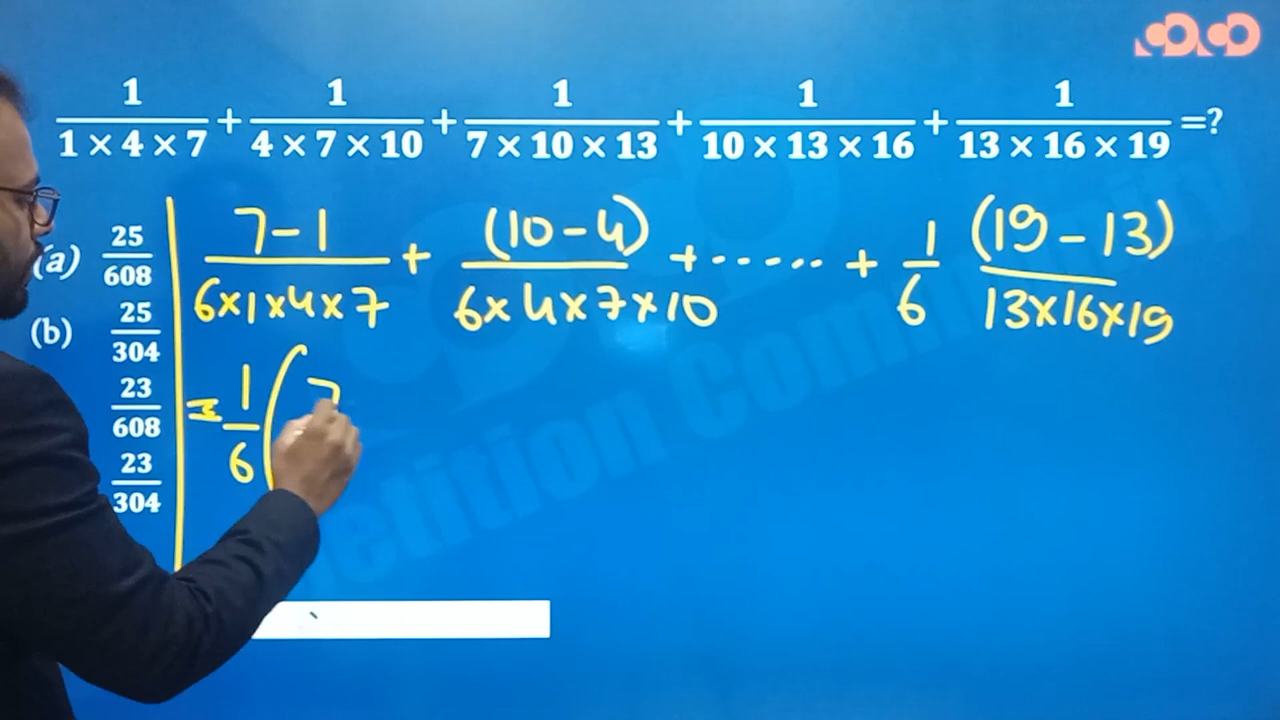 1/(1 × 4 × 7) + 1/(4 × 7 × 10) + 1/(7 × 10 × 13) + 1/(10 × 13 × 16) + 1/(13 × 16 × 19) =?
(a) 25/608
(b) 25/304
23/608
23/304
(7-1)/(6×1×4×7) + (10-4)/(6×4×7×10) + ...... + 1/6 (19-13)/(13×16×19)
= 1/6 ( 7